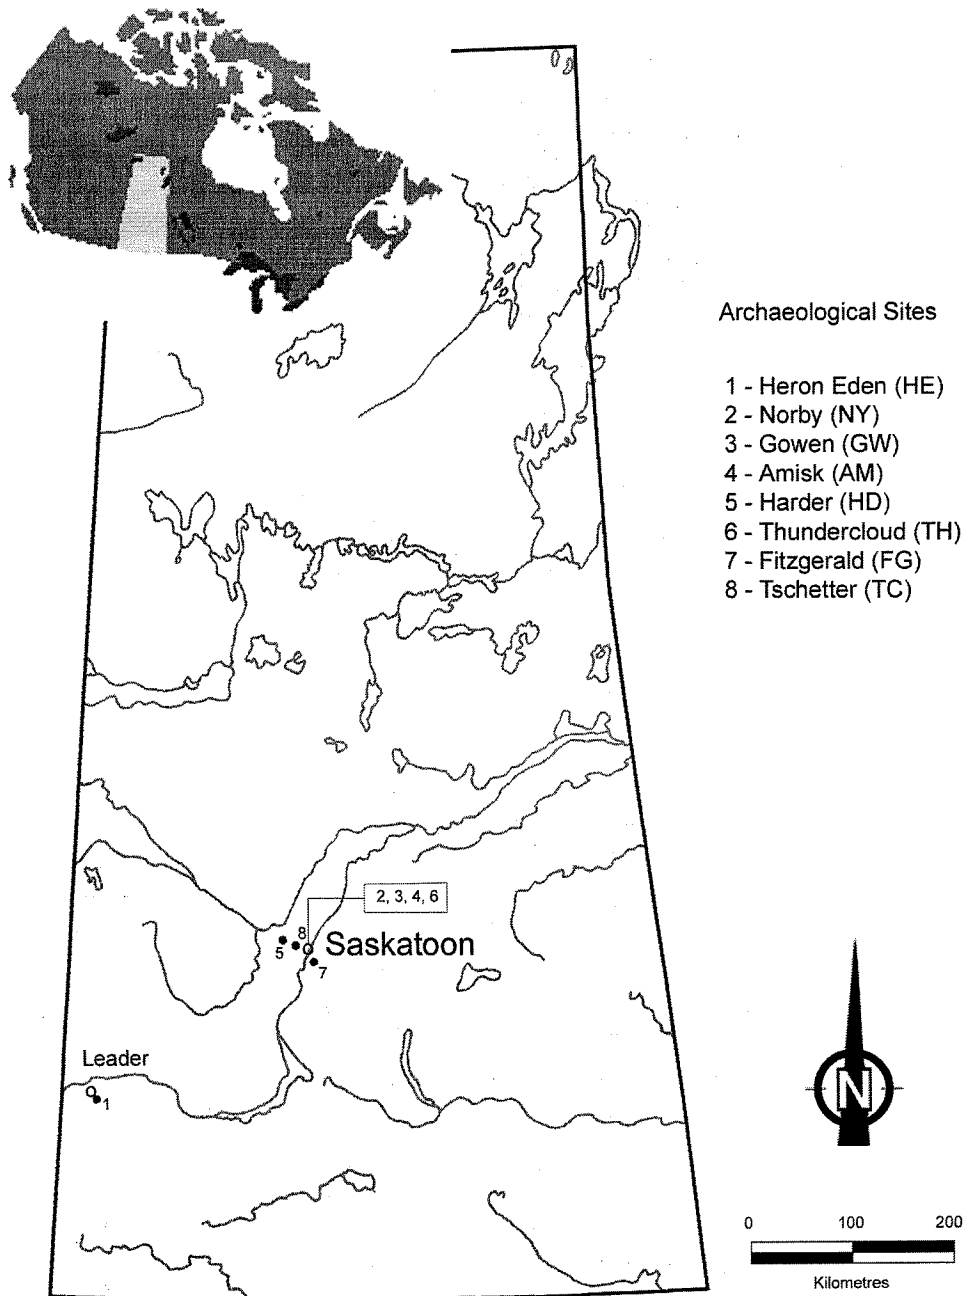 Archaeological Sites
1 - Heron Eden (HE)
2 - Norby (NY)
3 - Gowen (GW)
4 - Amisk (AM)
5 - Harder (HD)
6 - Thundercloud (TH)
7 - Fitzgerald (FG)
8 - Tschetter (TC)
2, 3, 4, 6
8
5
Saskatoon
7
Leader
1
N
0 100 200
Kilometres